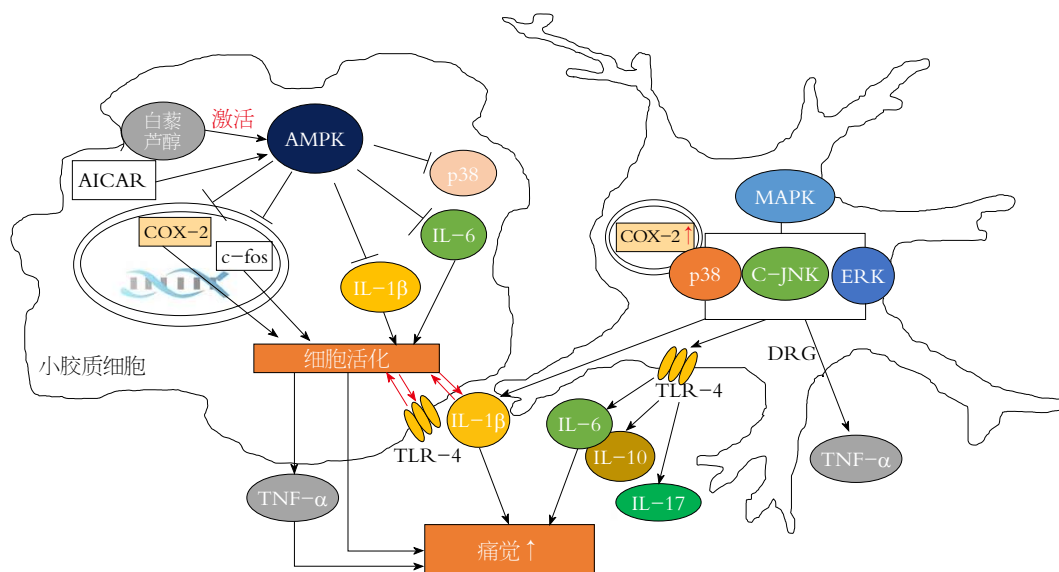 白藜
芦醇
激活
AMPK
AICAR
p38
COX-2
c-fos
IL-6
IL-1β
小胶质细胞
细胞活化
TLR-4
IL-1β
TNF-α
痛觉↑
MAPK
COX-2↑
p38
C-JNK
ERK
DRG
TLR-4
IL-6
IL-10
IL-17
TNF-α